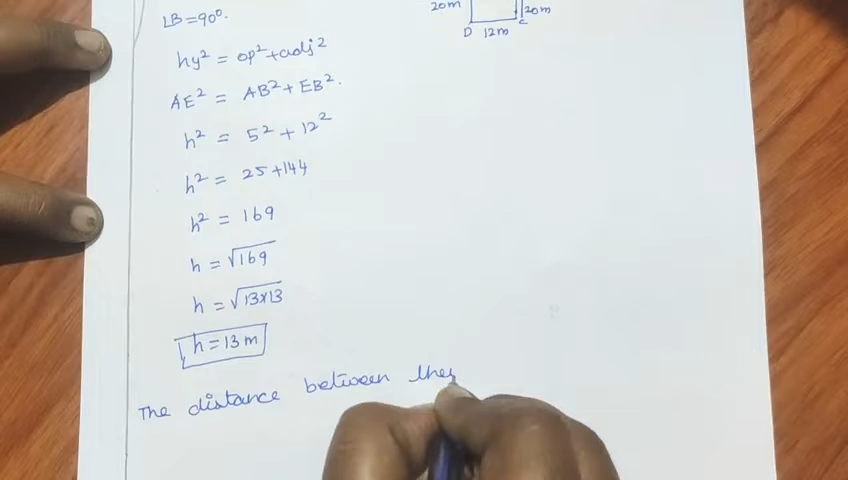 LB = 90°.
20m
20m
D 12m C
hy² = op² + adj²
AE² = AB² + EB².
h² = 5² + 12²
h² = 25 + 144
h² = 169
h = √169
h = √13×13
h = 13 m
The distance between